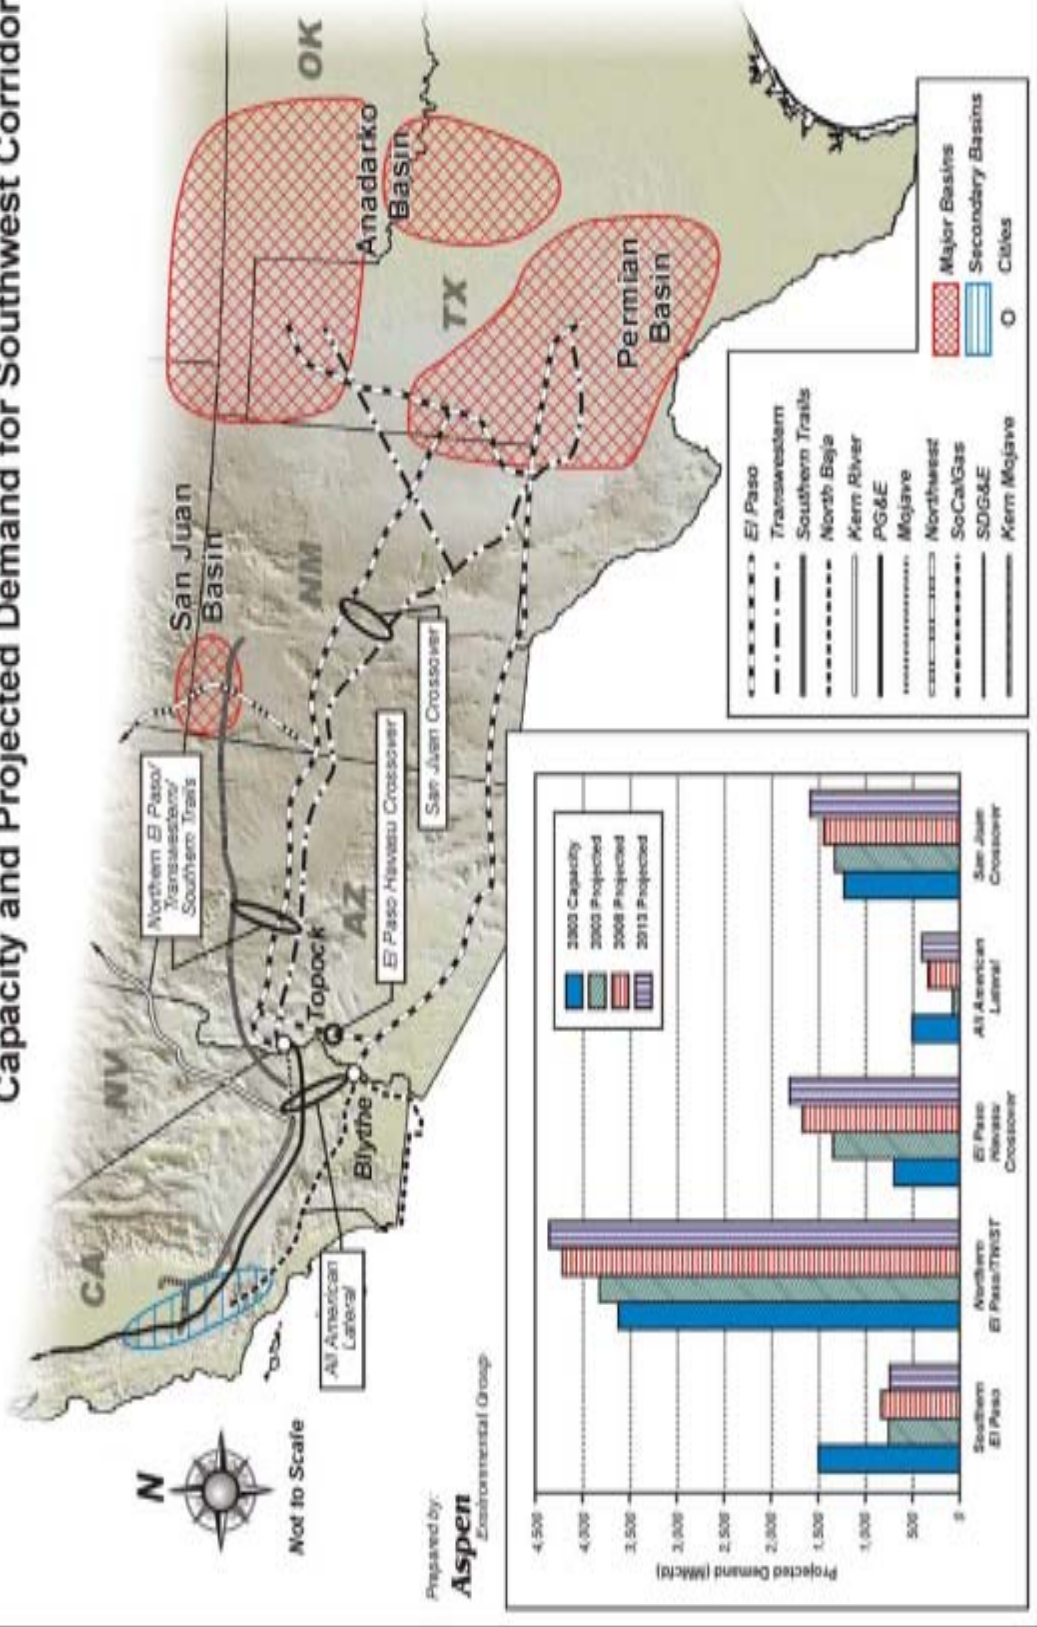 Capacity and Projected Demand for Southwest Corridor
N
Not to Scale
Prepared by:
Aspen
Environmental Group
CA
NV
AZ
NM
TX
OK
San Juan
Basin
Anadarko
Basin
Permian
Basin
Northern El Paso/
Transwestern/
Southern Trails
Topock
Blythe
El Paso Havasu Crossover
San Juan Crossover
All American
Lateral
El Paso
Transwestern
Southern Trails
North Baja
Kern River
PG&E
Mojave
Northwest
SoCalGas
SDG&E
Kern Mojave
Major Basins
Secondary Basins
Cities
Projected Demand (MMcfd)
4,500
4,000
3,500
3,000
2,500
2,000
1,500
1,000
500
0
2003 Capacity
2003 Projected
2008 Projected
2013 Projected
Southern
El Paso
Northern
El Paso/TW/ST
El Paso
Havasu
Crossover
All American
Lateral
San Juan
Crossover